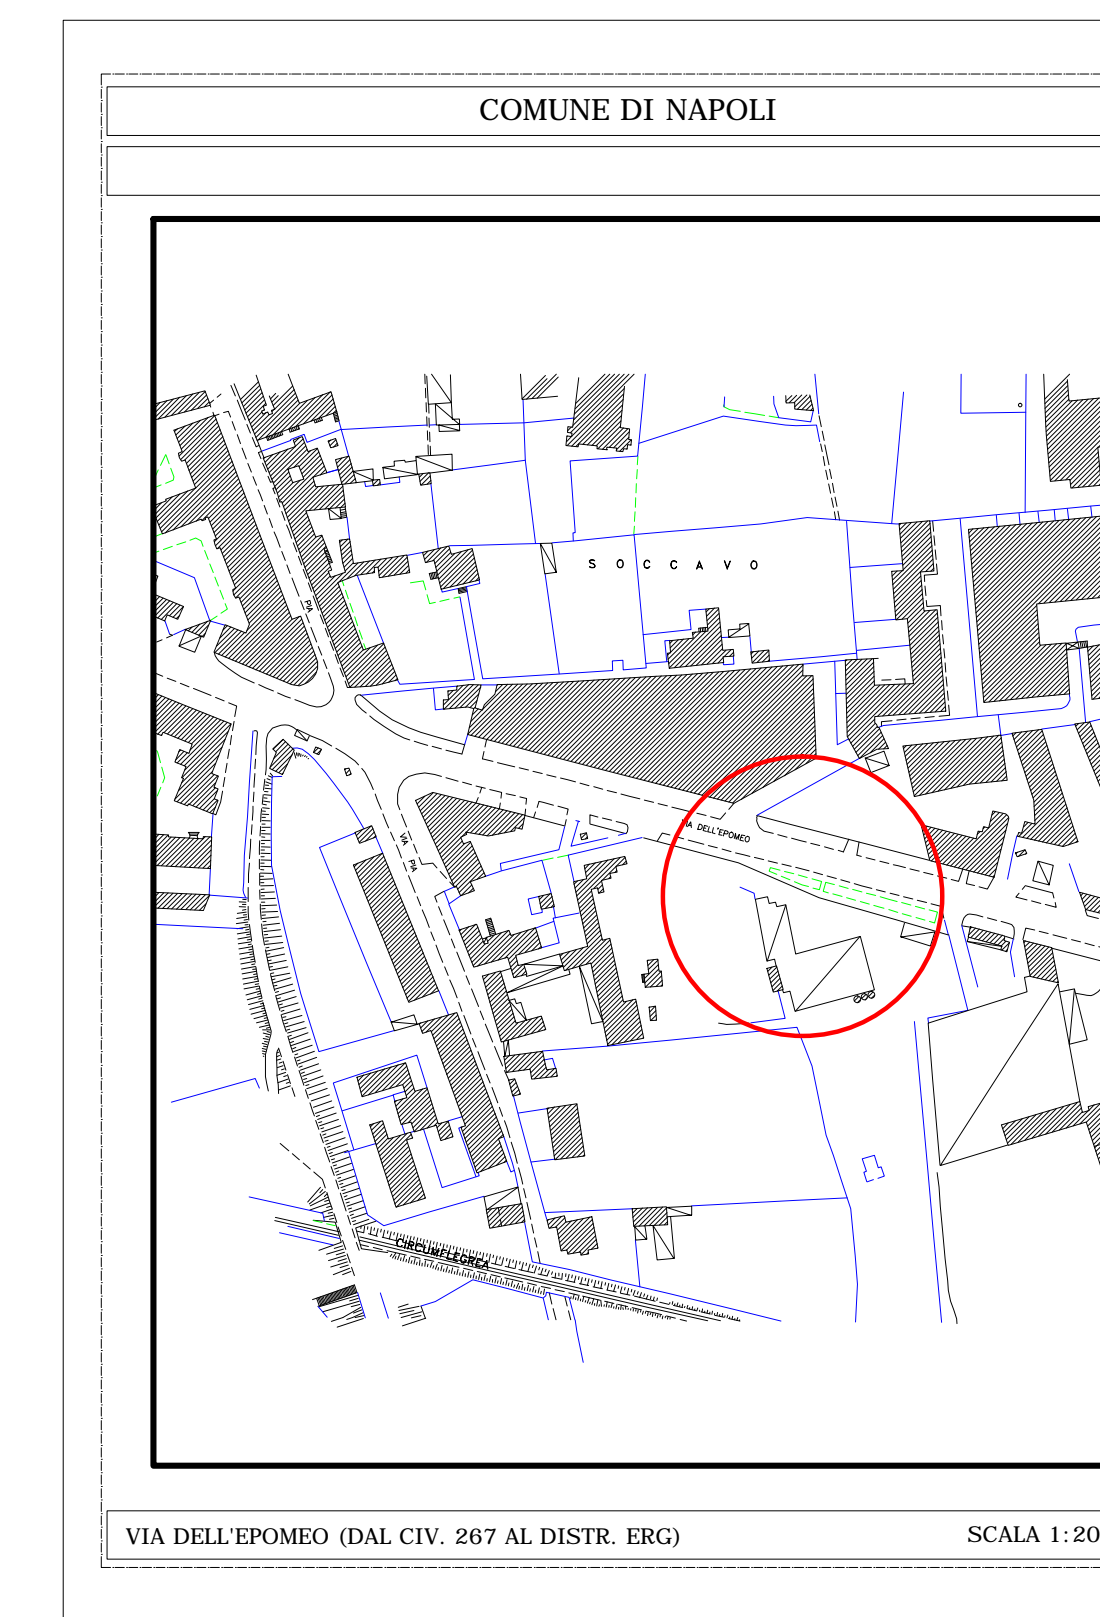 COMUNE DI NAPOLI
SOCCAVO
PIA
VIA DELL'EPOMEO
VIA PIA
CIRCUMFLEGREA
VIA DELL'EPOMEO (DAL CIV. 267 AL DISTR. ERG)
SCALA 1:20